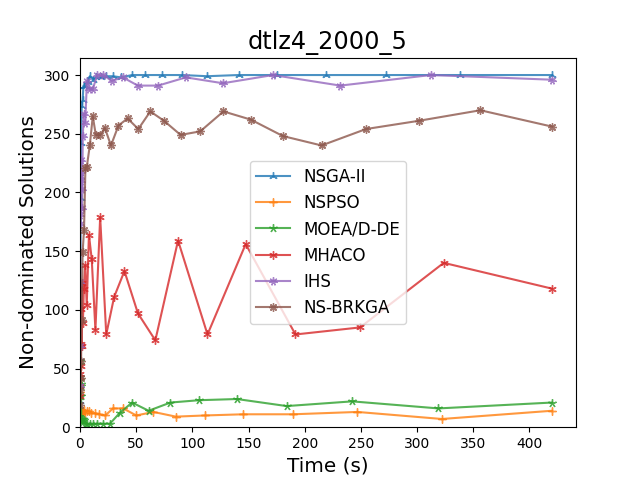 dtlz4_2000_5
Non-dominated Solutions
300
250
200
150
100
50
0
NSGA-II
NSPSO
MOEA/D-DE
MHACO
IHS
NS-BRKGA
0 50 100 150 200 250 300 350 400
Time (s)